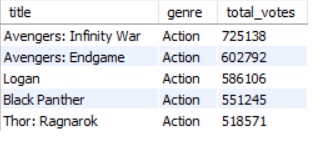 title genre total_votes
Avengers: Infinity War Action 725138
Avengers: Endgame Action 602792
Logan Action 586106
Black Panther Action 551245
Thor: Ragnarok Action 518571